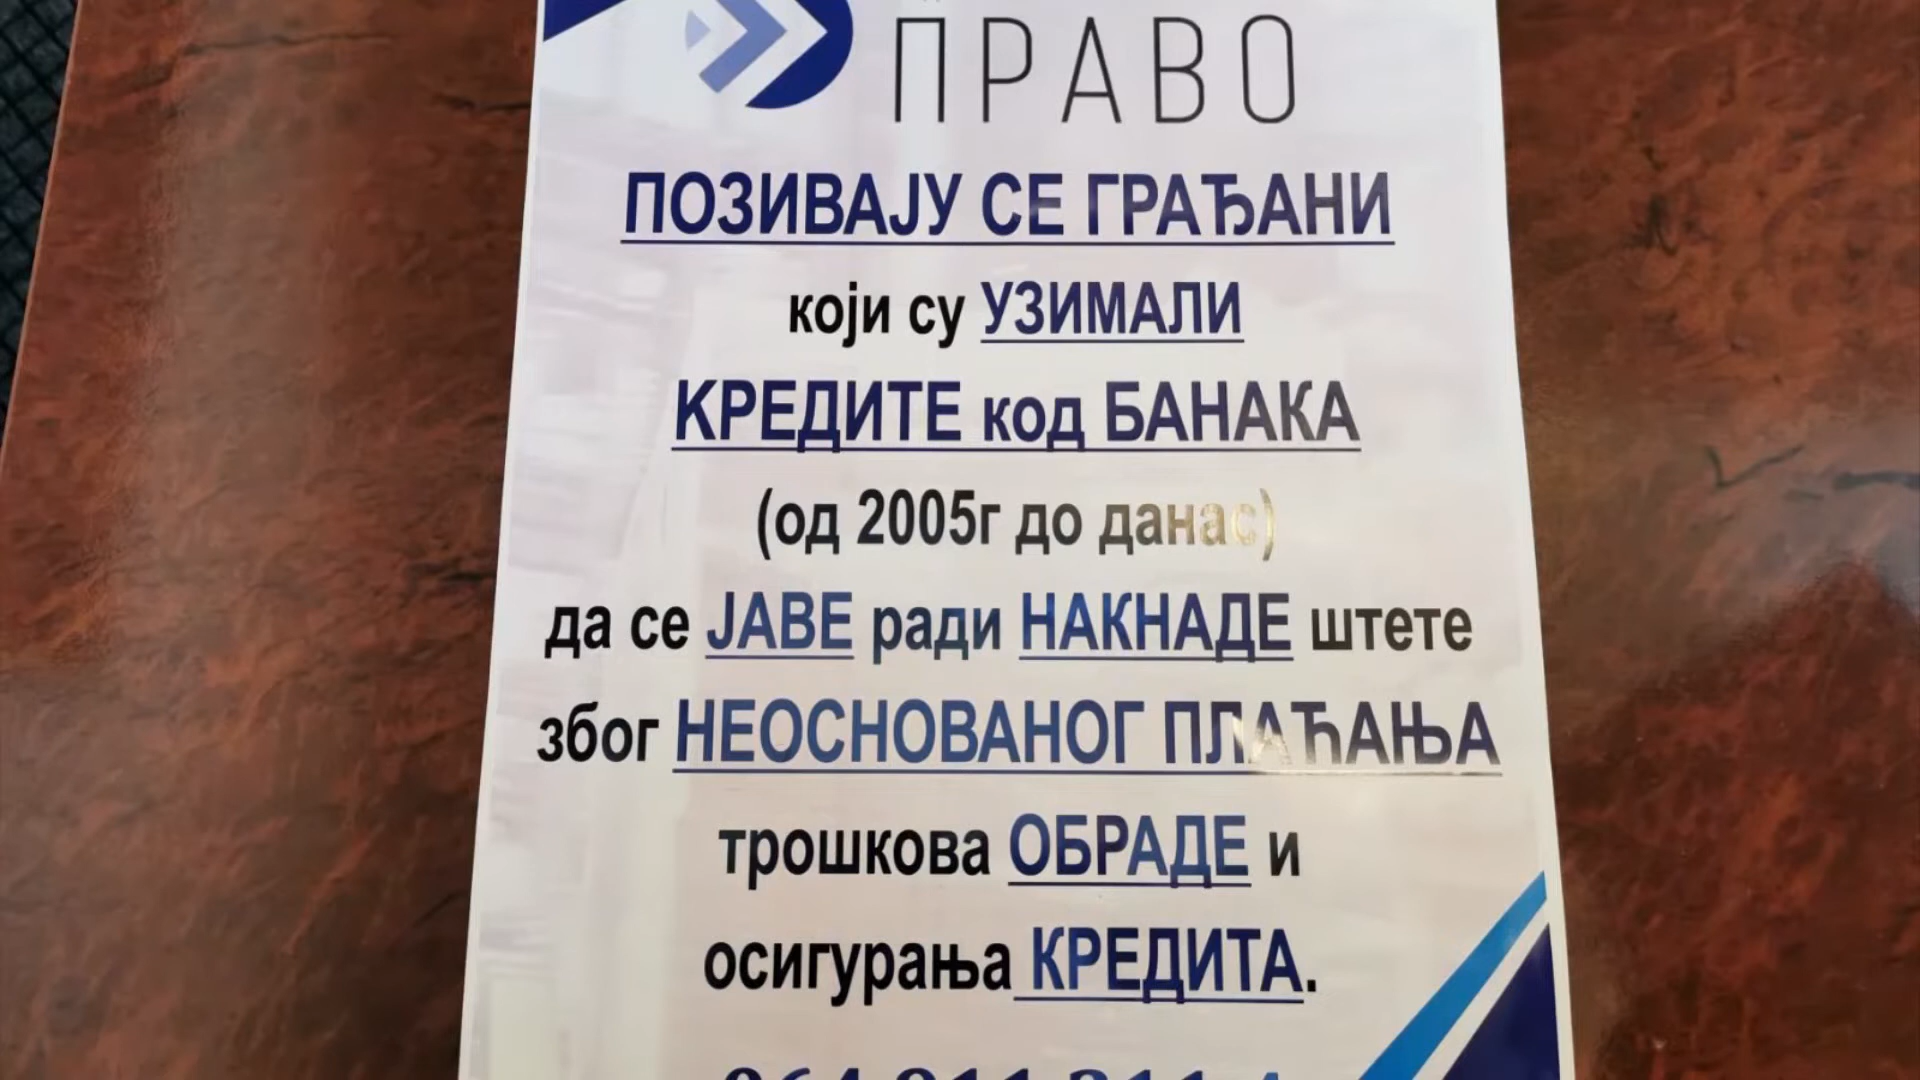 ПРАВО
ПОЗИВАЈУ СЕ ГРАЂАНИ
који су УЗИМАЛИ
КРЕДИТЕ код БАНАКА
(од 2005г до данас)
да се ЈАВЕ ради НАКНАДЕ штете
због НЕОСНОВАНОГ ПЛАЋАЊА
трошкова ОБРАДЕ и
осигурања КРЕДИТА.